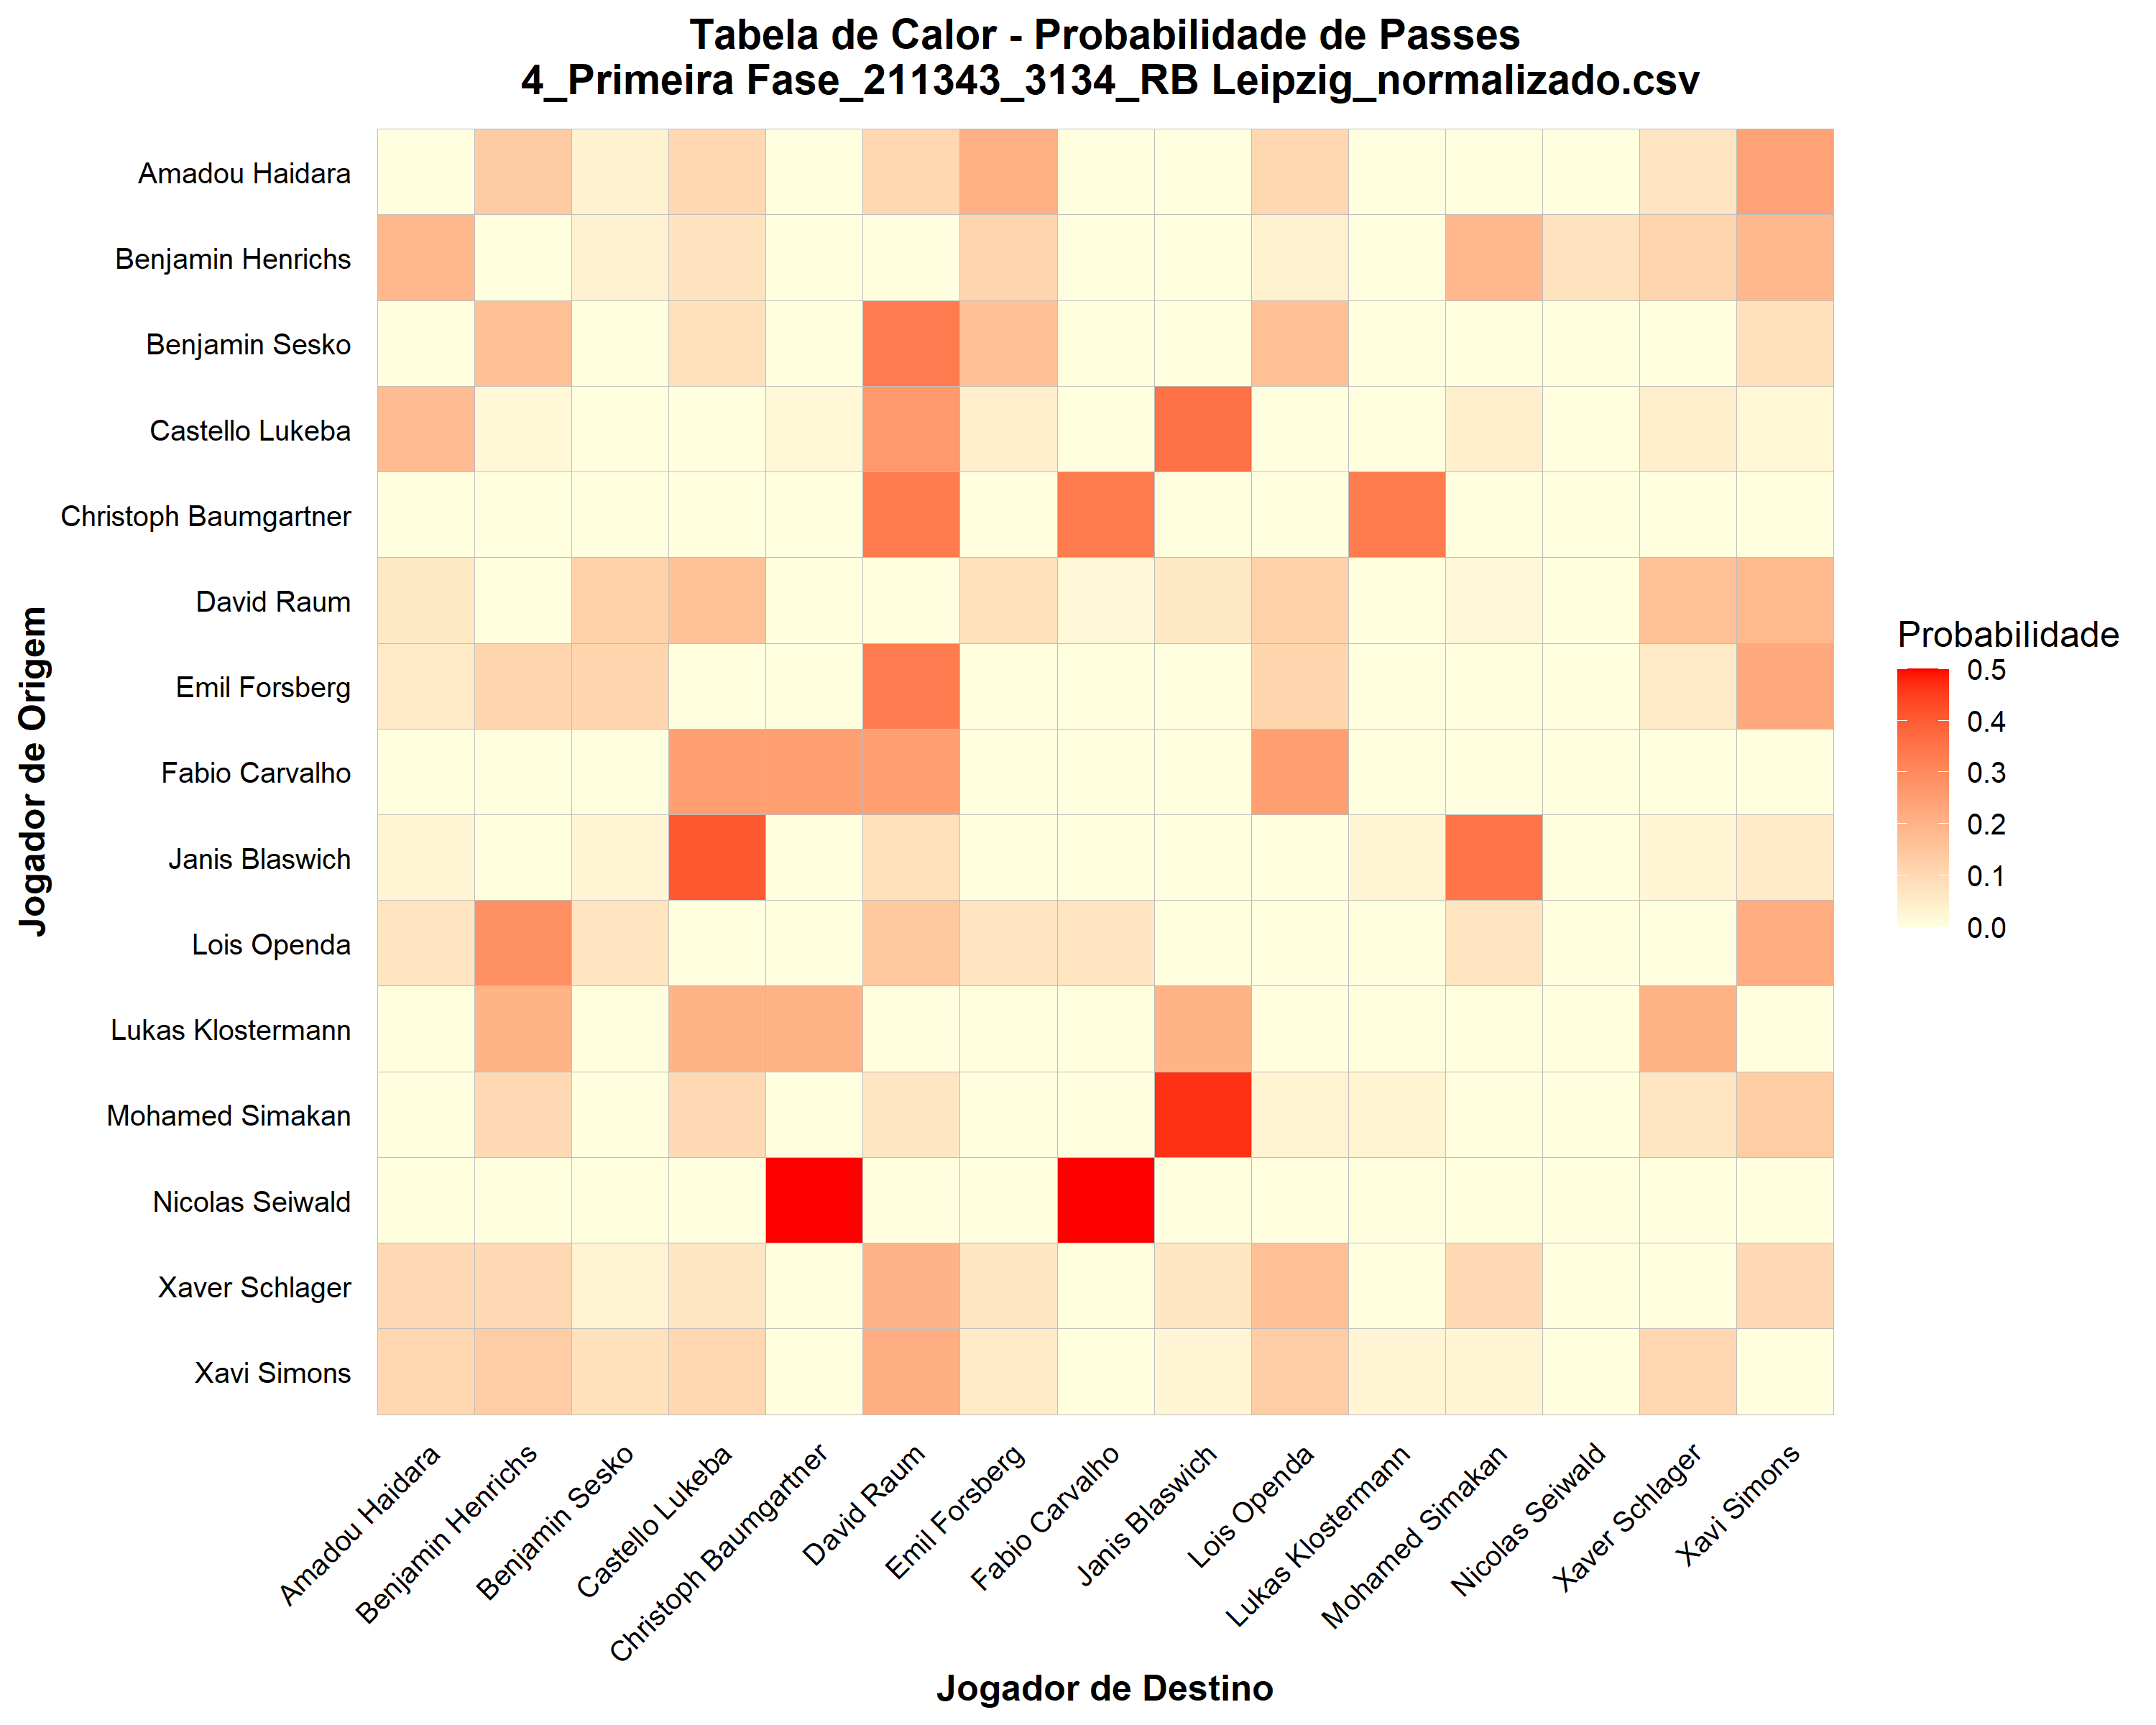 Tabela de Calor - Probabilidade de Passes
4_Primeira Fase_211343_3134_RB Leipzig_normalizado.csv
Jogador de Origem
Amadou Haidara
Benjamin Henrichs
Benjamin Sesko
Castello Lukeba
Christoph Baumgartner
David Raum
Emil Forsberg
Fabio Carvalho
Janis Blaswich
Lois Openda
Lukas Klostermann
Mohamed Simakan
Nicolas Seiwald
Xaver Schlager
Xavi Simons
Amadou Haidara
Benjamin Henrichs
Benjamin Sesko
Castello Lukeba
Christoph Baumgartner
David Raum
Emil Forsberg
Fabio Carvalho
Janis Blaswich
Lois Openda
Lukas Klostermann
Mohamed Simakan
Nicolas Seiwald
Xaver Schlager
Xavi Simons
Jogador de Destino
Probabilidade
0.5
0.4
0.3
0.2
0.1
0.0